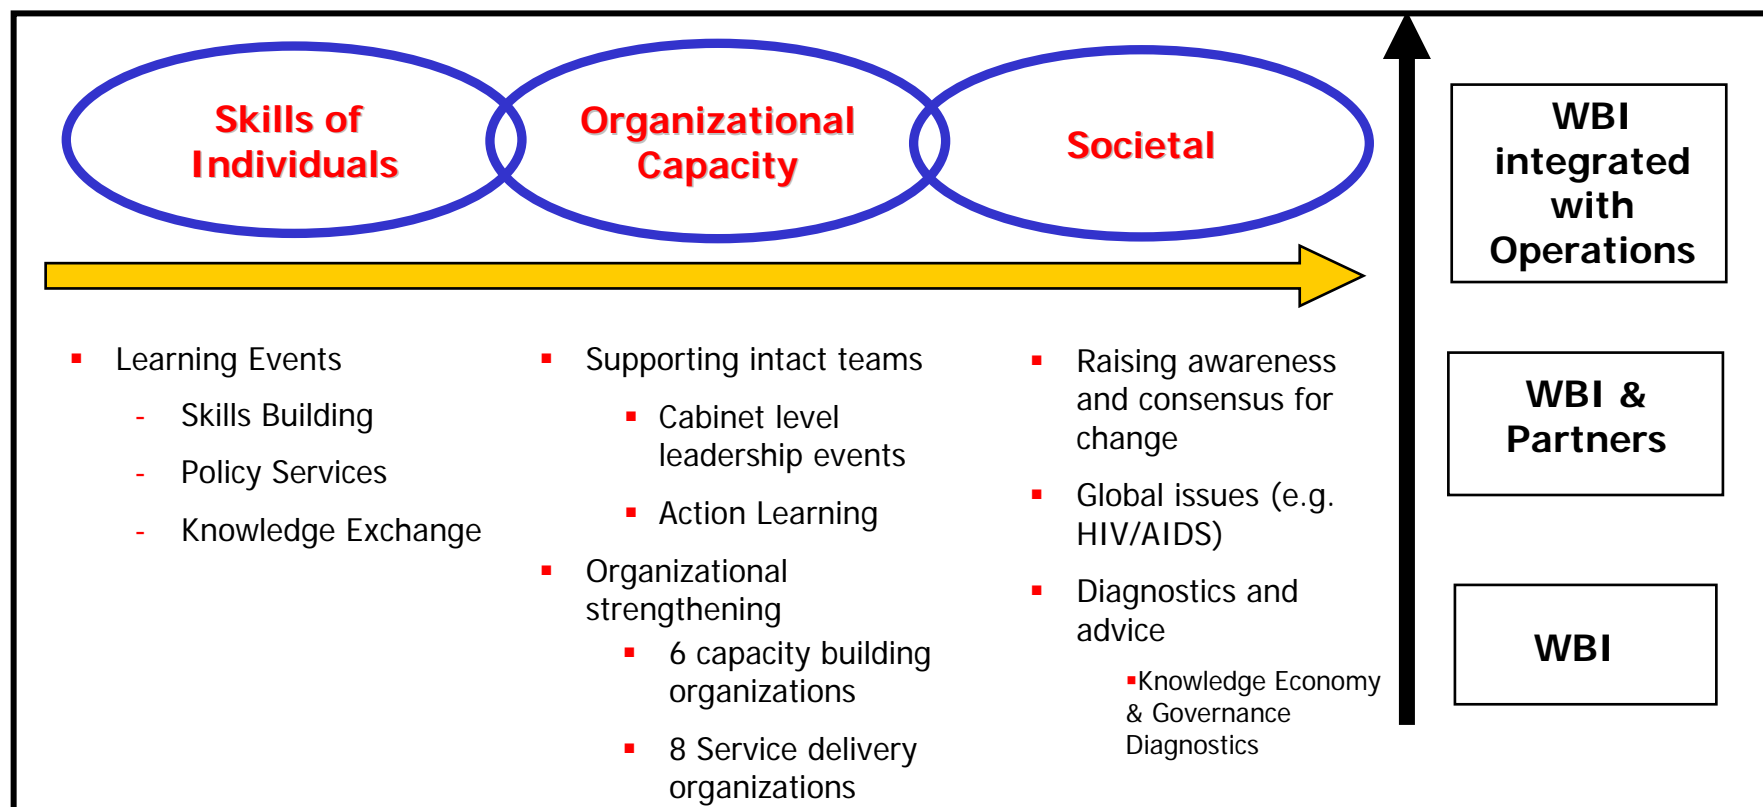 Skills of
Individuals
Organizational
Capacity
Societal
WBI
integrated
with
Operations
▪ Learning Events
- Skills Building
- Policy Services
- Knowledge Exchange
▪ Supporting intact teams
▪ Cabinet level
leadership events
▪ Action Learning
▪ Organizational
strengthening
▪ 6 capacity building
organizations
▪ 8 Service delivery
organizations
▪ Raising awareness
and consensus for
change
▪ Global issues (e.g.
HIV/AIDS)
▪ Diagnostics and
advice
▪Knowledge Economy
& Governance
Diagnostics
WBI &
Partners
WBI